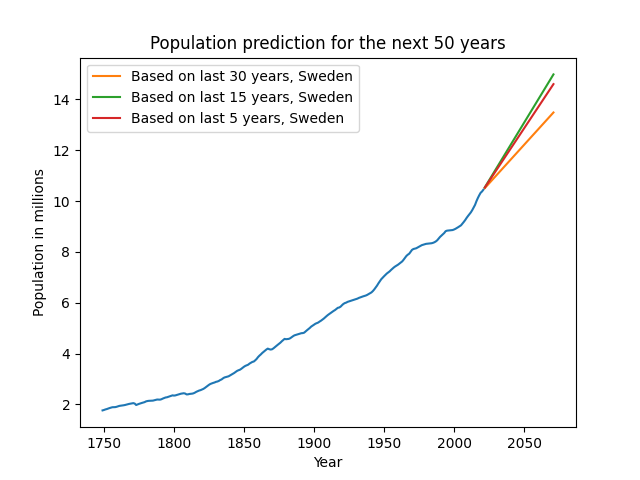 Population prediction for the next 50 years
Based on last 30 years, Sweden
Based on last 15 years, Sweden
Based on last 5 years, Sweden
Population in millions
14
12
10
8
6
4
2
1750 1800 1850 1900 1950 2000 2050
Year